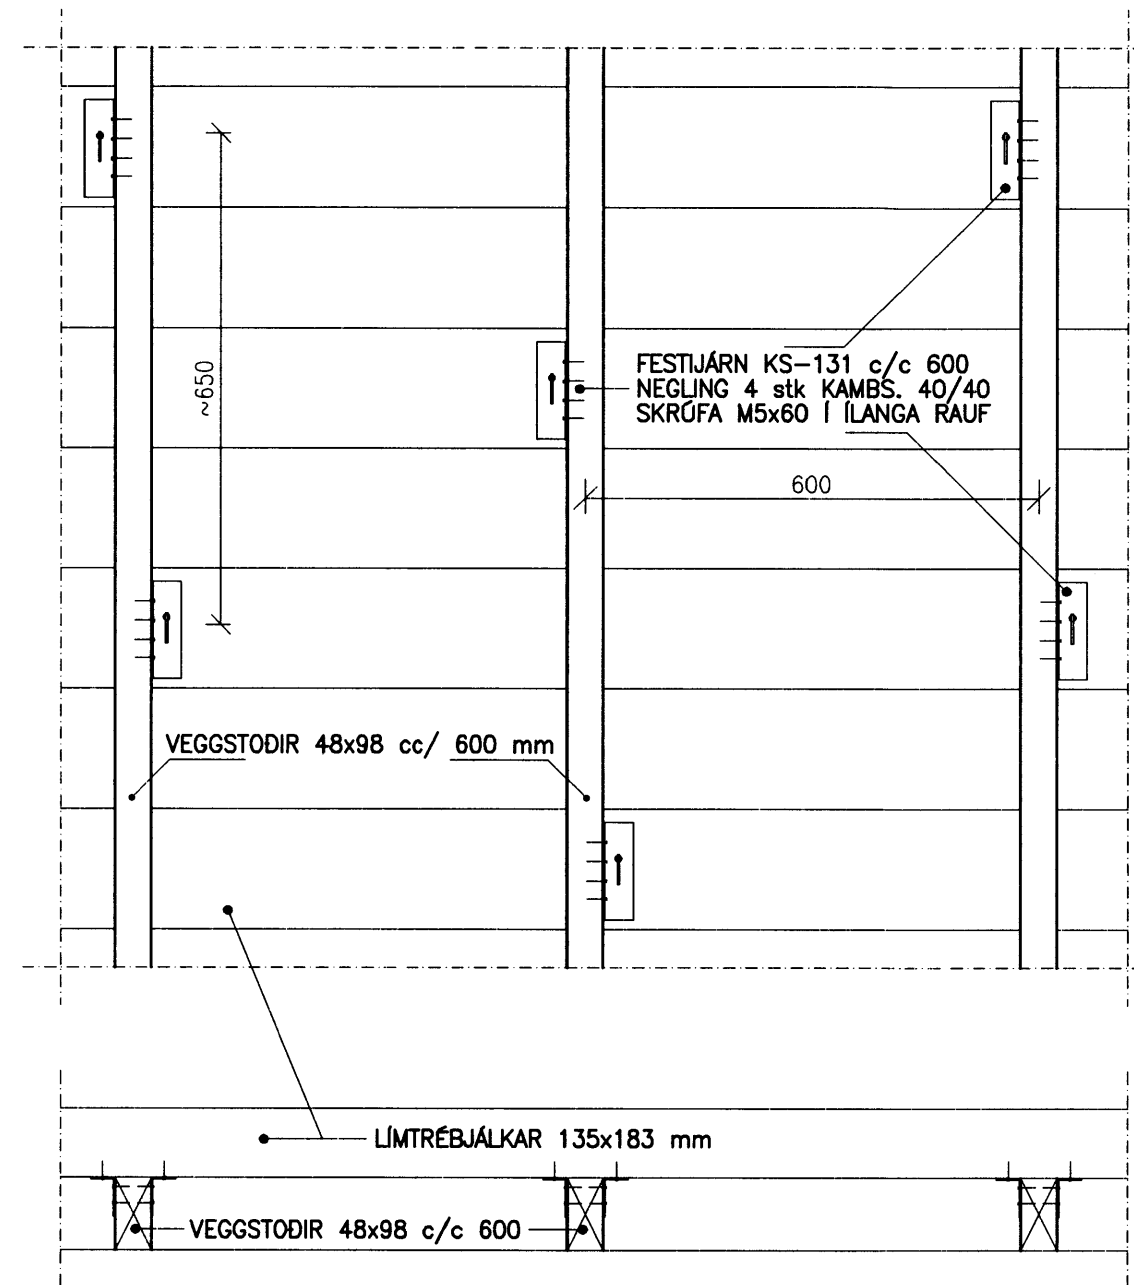 ~650
FESTIJÁRN KS-131 c/c 600
NEGLING 4 stk KAMBS. 40/40
SKRÚFA M5x60 Í ÍLANGA RAUF
600
VEGGSTOÐIR 48x98 cc/ 600 mm
LÍMTRÉBJÁLKAR 135x183 mm
VEGGSTOÐIR 48x98 c/c 600